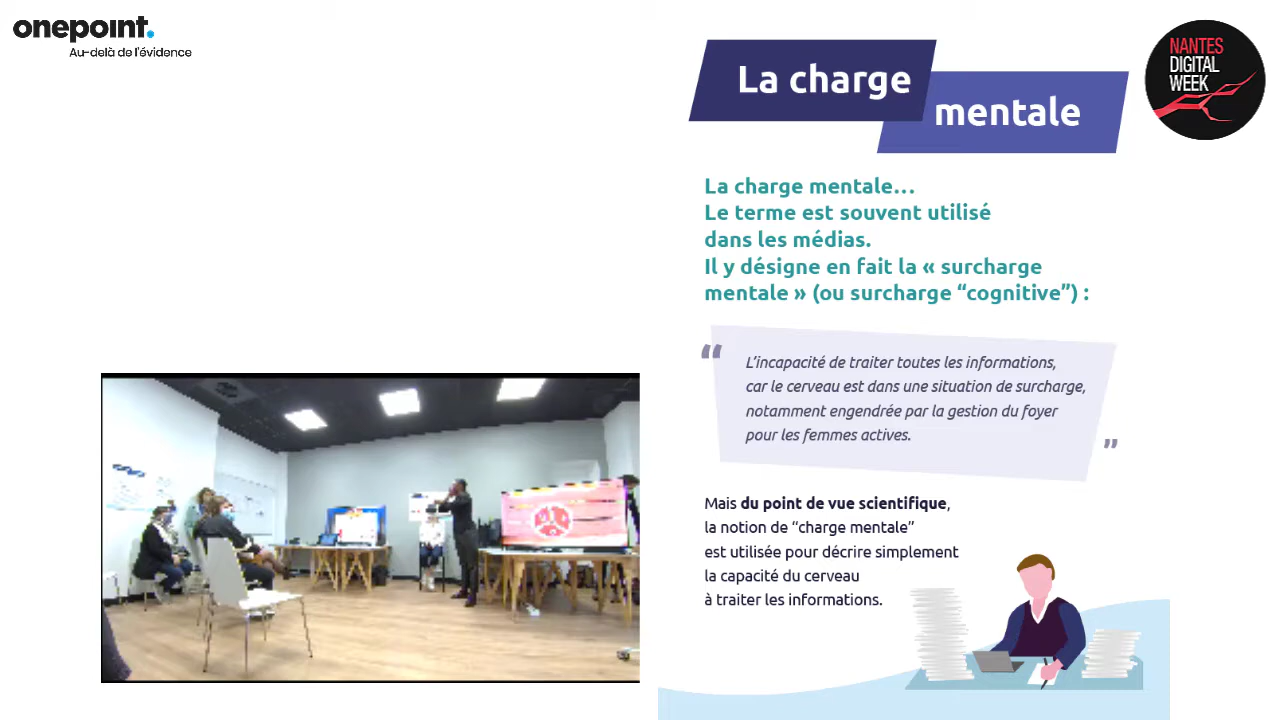 onepoint.
Au-delà de l'évidence
La charge
mentale
NANTES
DIGITAL
WEEK
La charge mentale…
Le terme est souvent utilisé
dans les médias.
Il y désigne en fait la « surcharge
mentale » (ou surcharge “cognitive”) :
“
L’incapacité de traiter toutes les informations,
car le cerveau est dans une situation de surcharge,
notamment engendrée par la gestion du foyer
pour les femmes actives.
”
Mais du point de vue scientifique,
la notion de “charge mentale”
est utilisée pour décrire simplement
la capacité du cerveau
à traiter les informations.